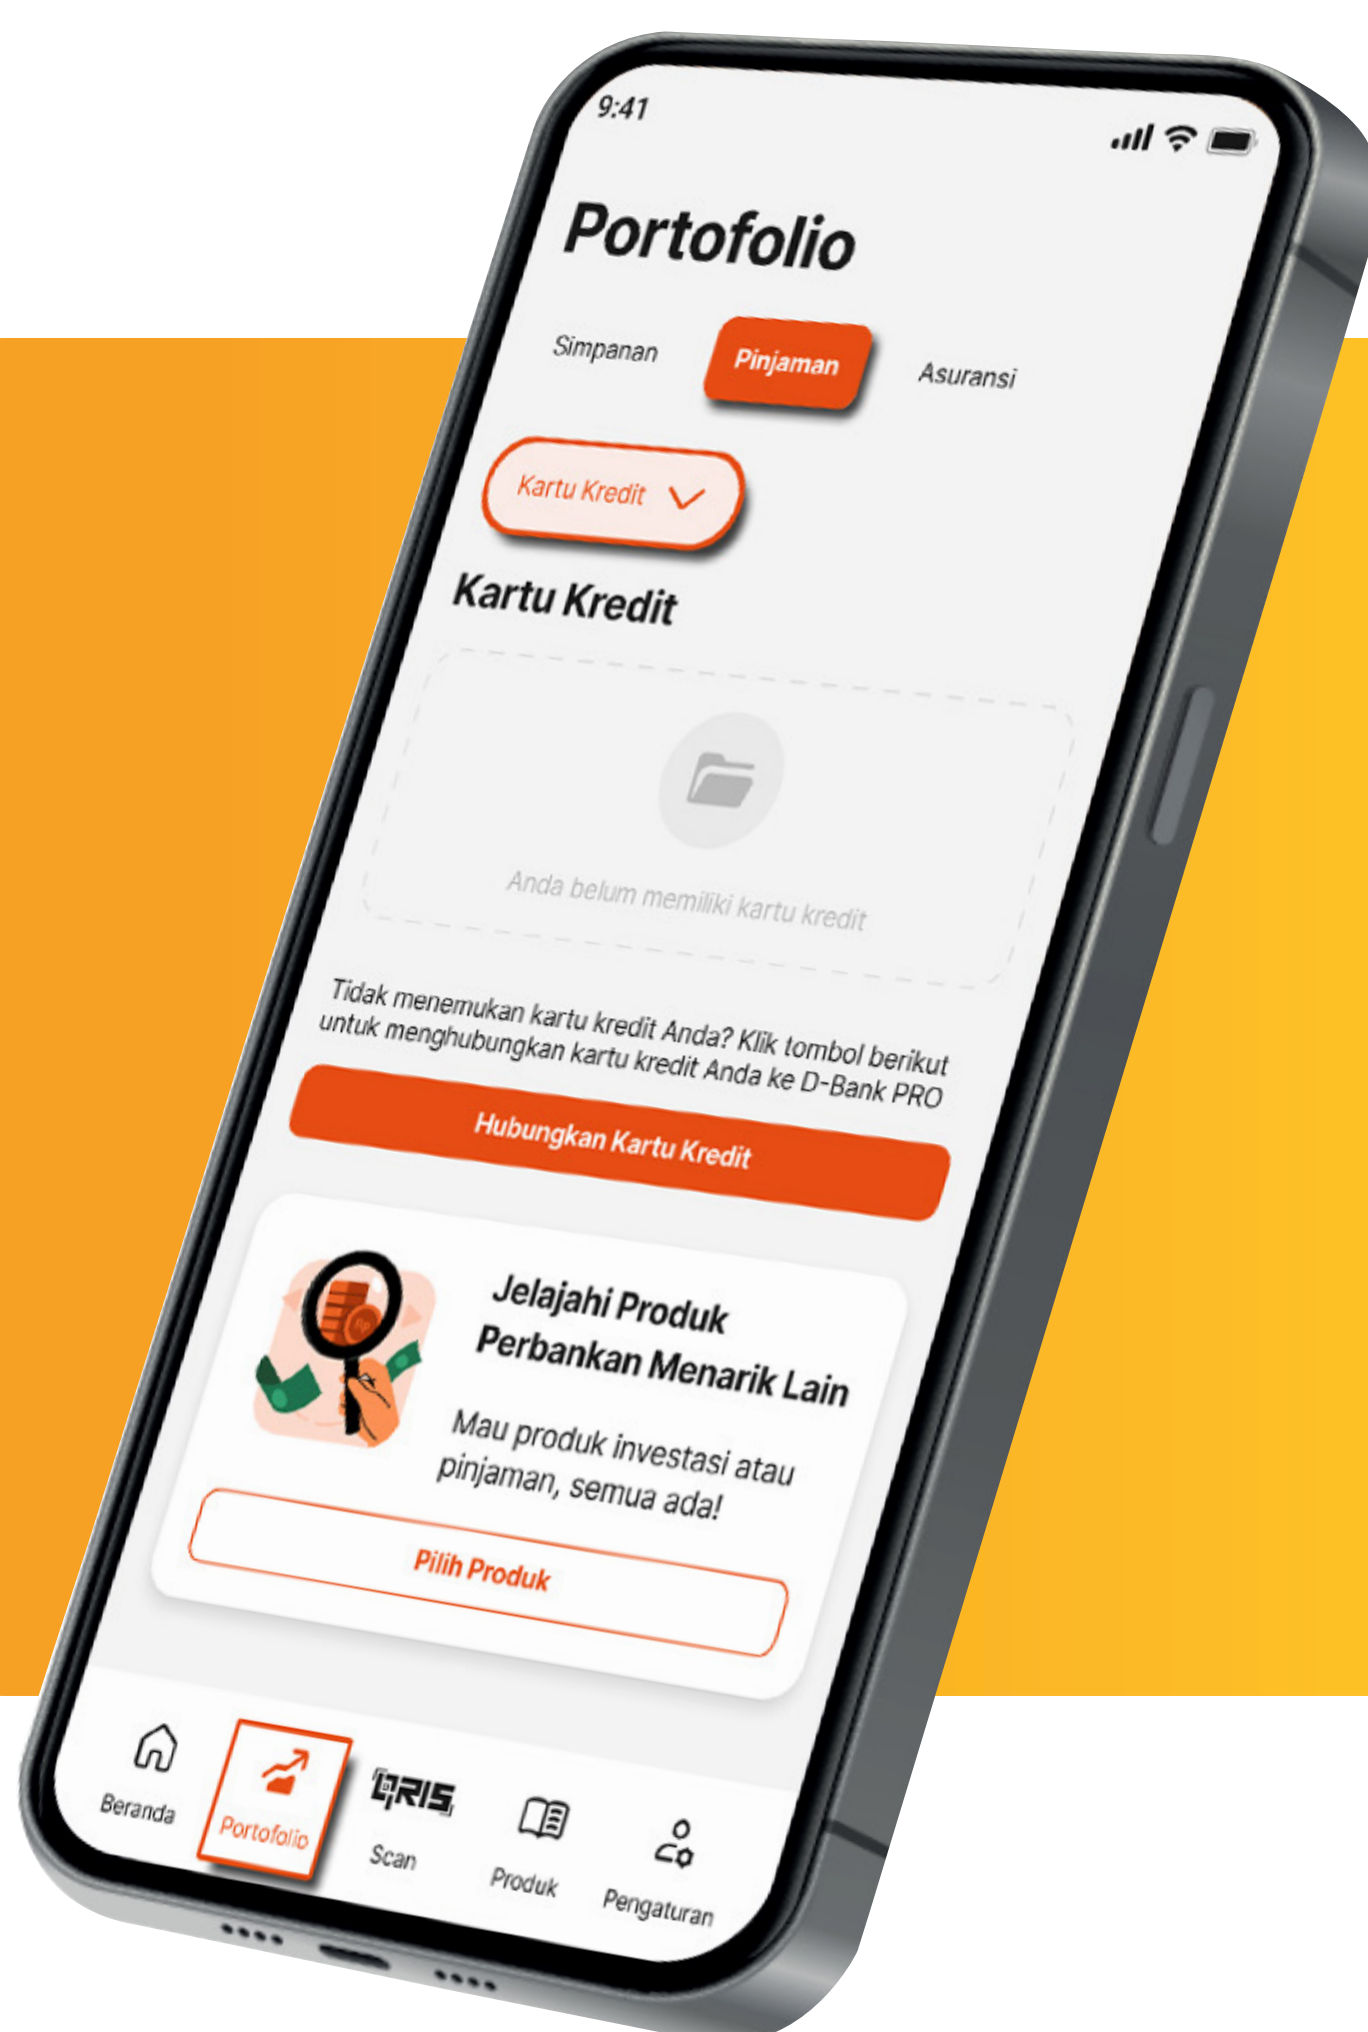 9:41
Portofolio
Simpanan
Pinjaman
Asuransi
Kartu Kredit
Kartu Kredit
Anda belum memiliki kartu kredit
Tidak menemukan kartu kredit Anda? Klik tombol berikut
untuk menghubungkan kartu kredit Anda ke D-Bank PRO
Hubungkan Kartu Kredit
Rp
Jelajahi Produk
Perbankan Menarik Lain
Mau produk investasi atau
pinjaman, semua ada!
Pilih Produk
Beranda
Portofolio
QRIS
Scan
Produk
Pengaturan